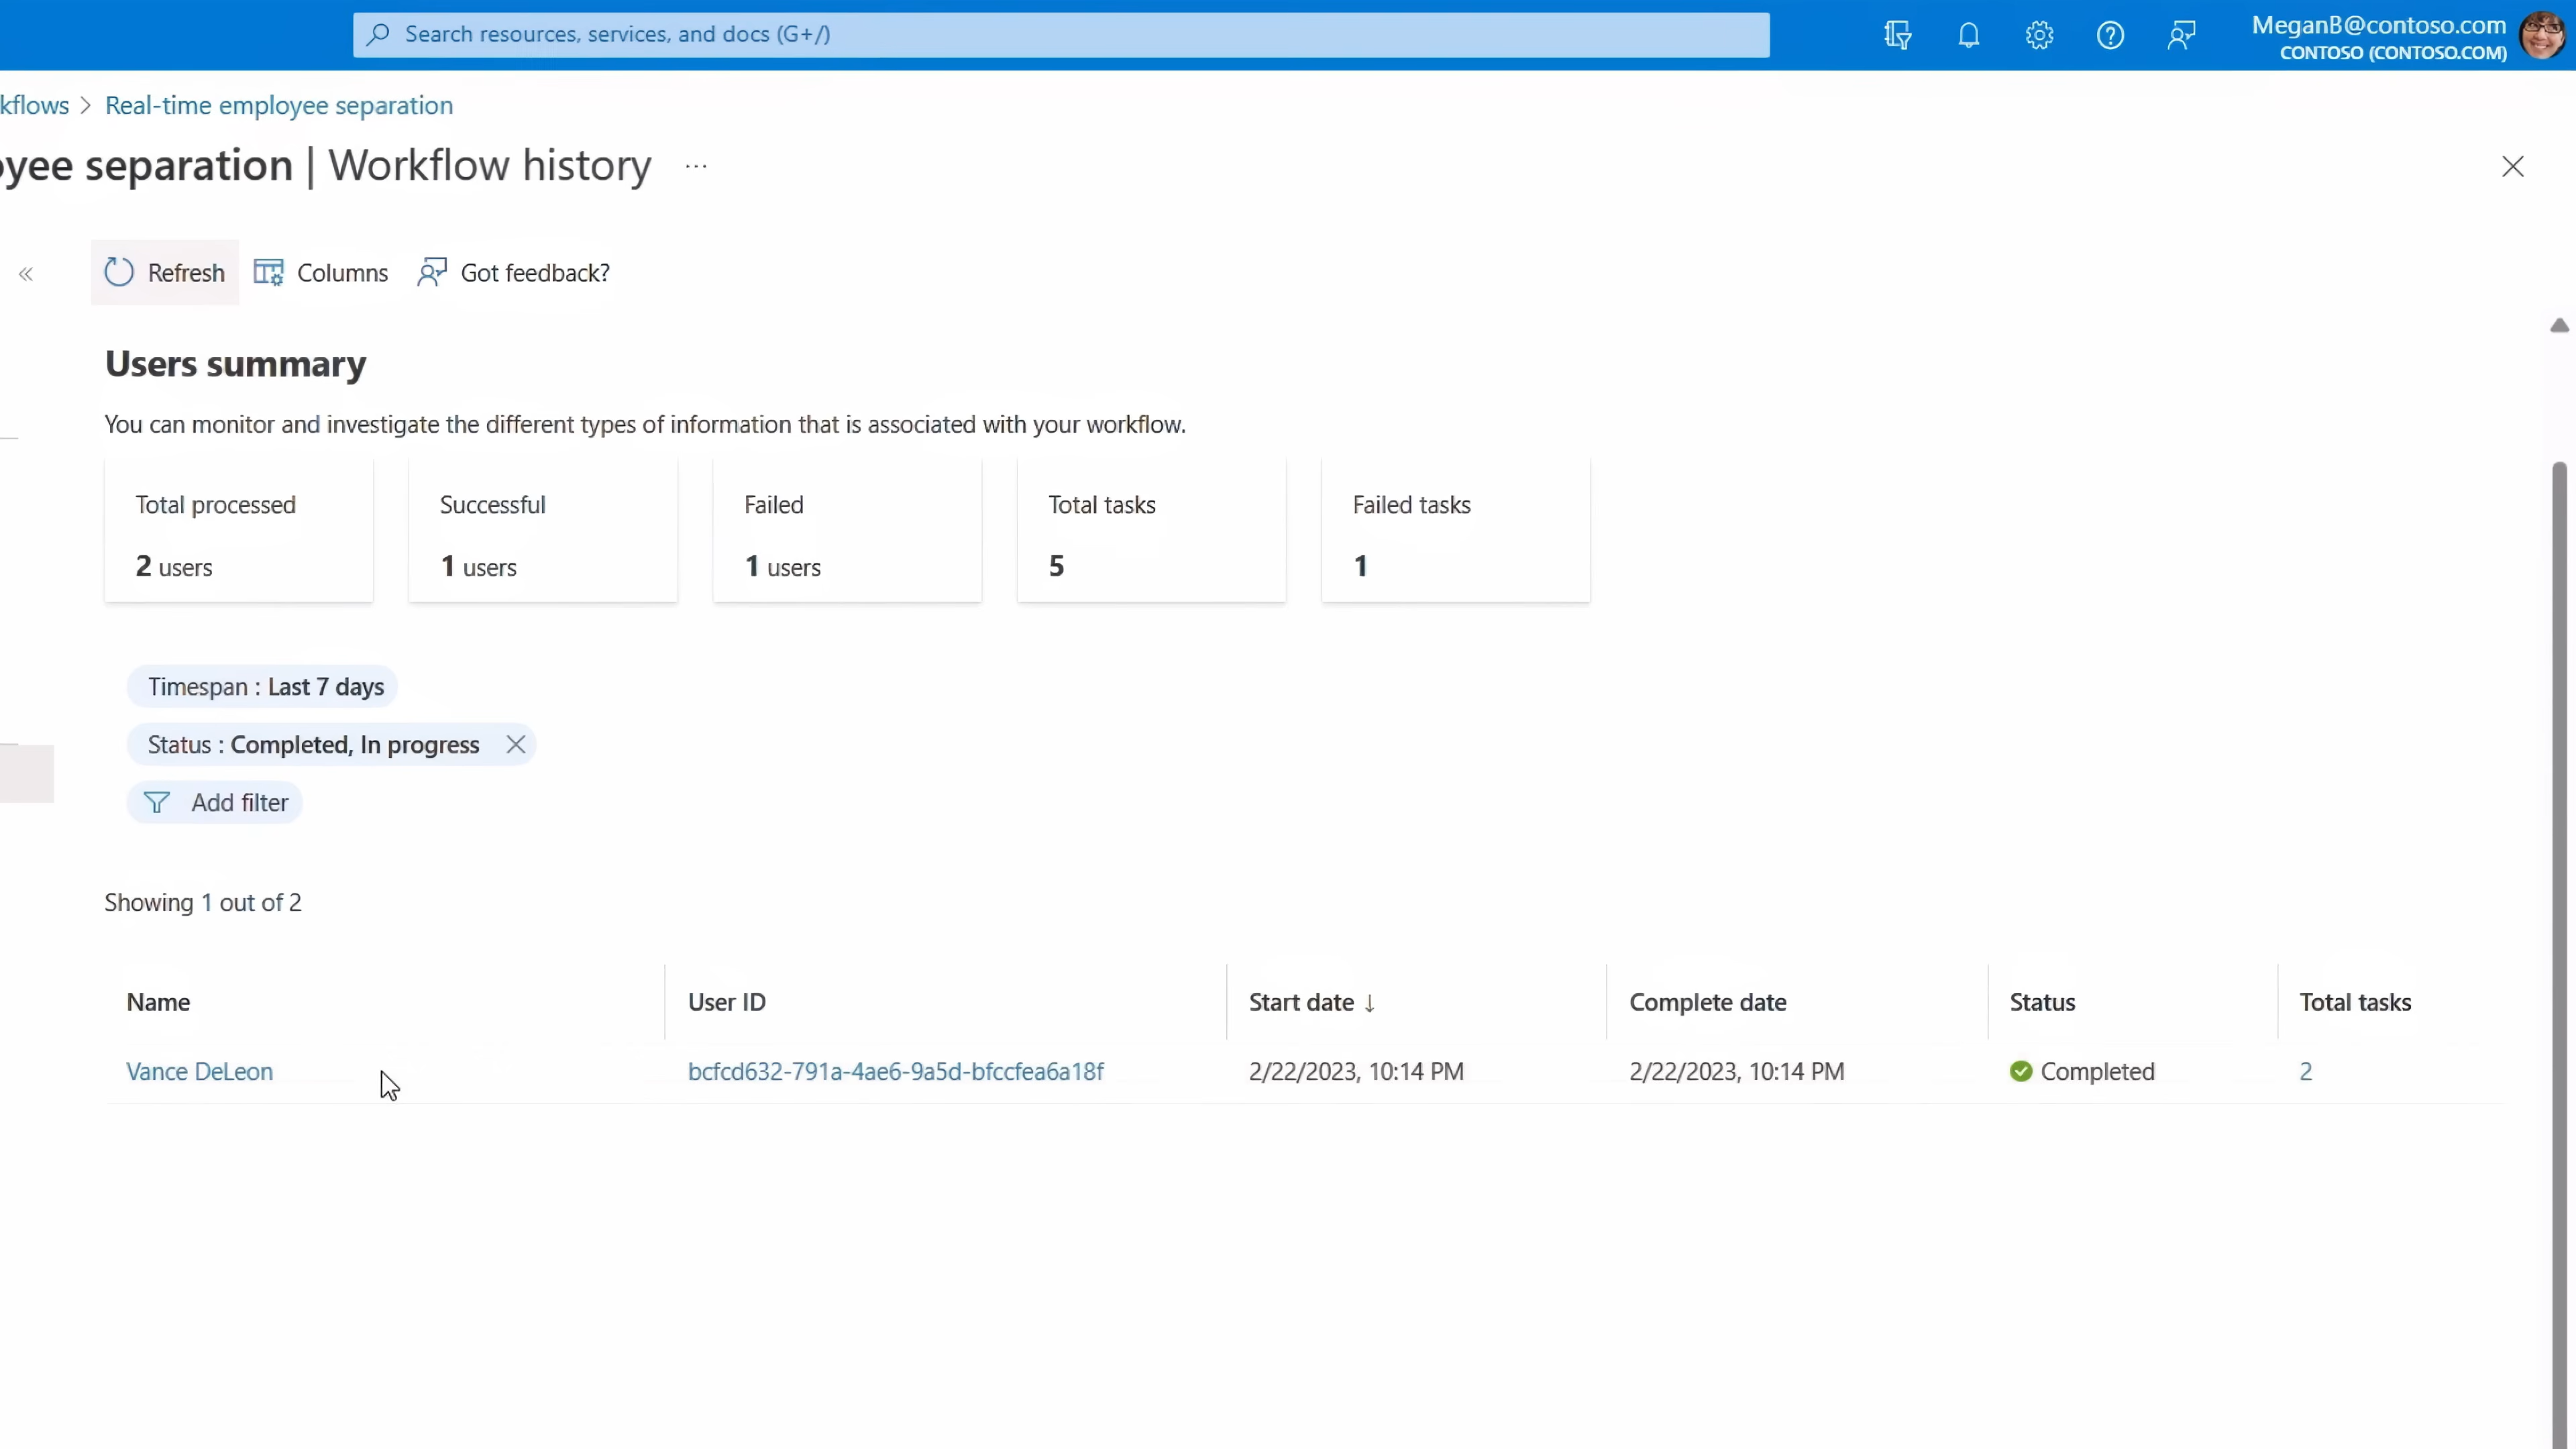 Search resources, services, and docs (G+/)
MeganB@contoso.com
CONTOSO (CONTOSO.COM)
kflows > Real-time employee separation
oyee separation | Workflow history ...
Refresh Columns Got feedback?
Users summary
You can monitor and investigate the different types of information that is associated with your workflow.
Total processed Successful Failed Total tasks Failed tasks
2 users 1 users 1 users 5 1
Timespan : Last 7 days
Status : Completed, In progress
Add filter
Showing 1 out of 2
Name User ID Start date ↓ Complete date Status Total tasks
Vance DeLeon bcfcd632-791a-4ae6-9a5d-bfccfea6a18f 2/22/2023, 10:14 PM 2/22/2023, 10:14 PM Completed 2